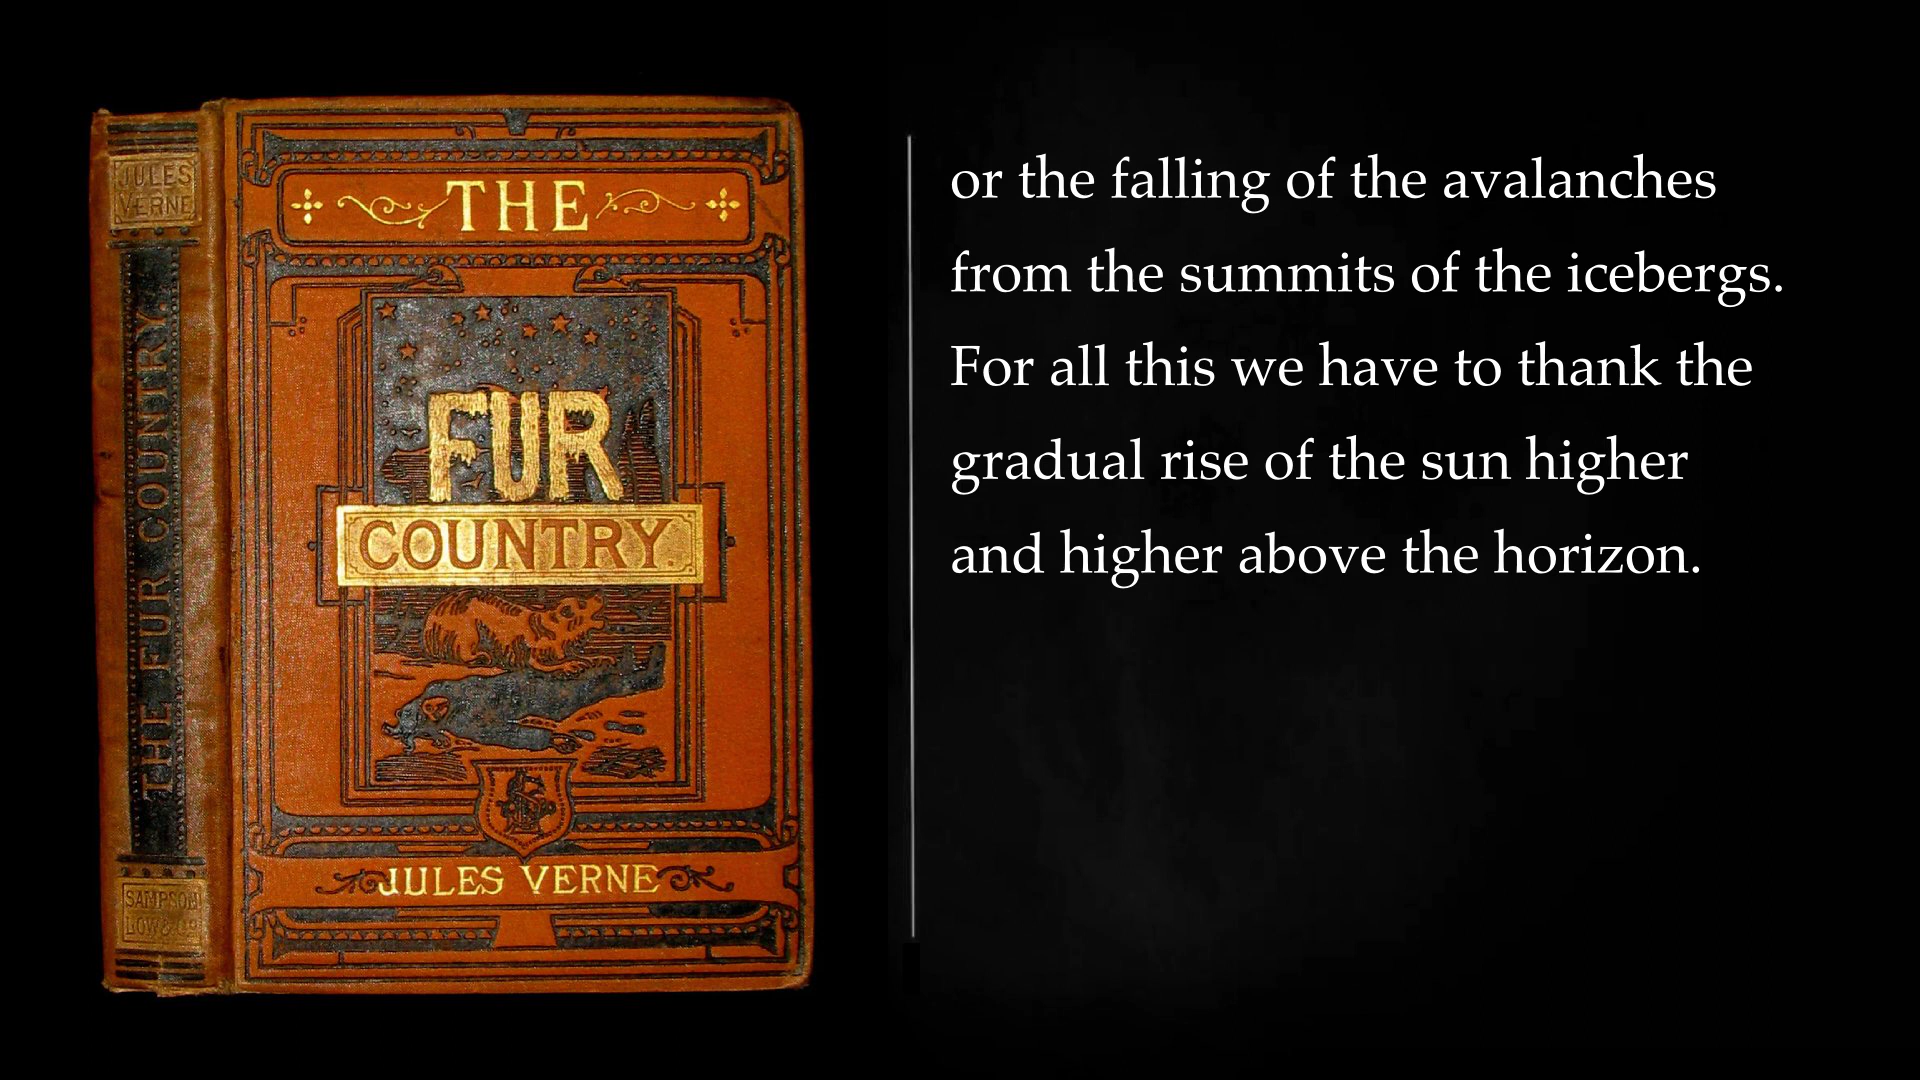 JULES
VERNE
THE FUR COUNTRY.
SAMPSON
LOW & Co
THE
FUR
COUNTRY.
JULES VERNE
or the falling of the avalanches
from the summits of the icebergs.
For all this we have to thank the
gradual rise of the sun higher
and higher above the horizon.